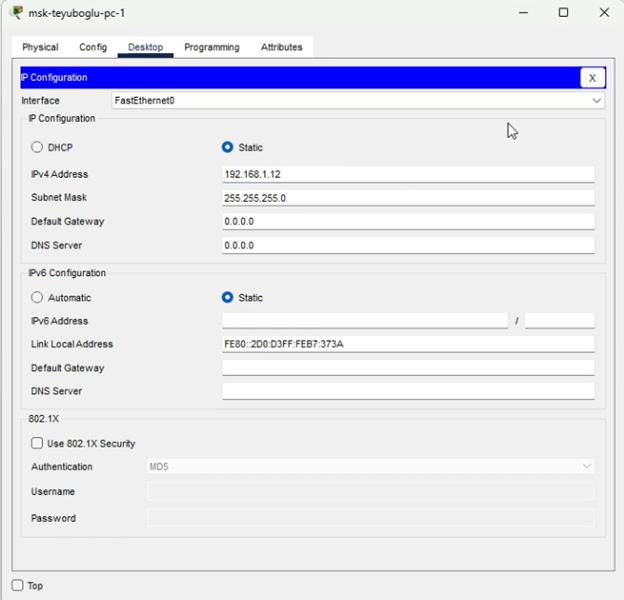 msk-teyuboglu-pc-1
Physical Config Desktop Programming Attributes
IP Configuration X
Interface FastEthernet0
IP Configuration
DHCP Static
IPv4 Address 192.168.1.12
Subnet Mask 255.255.255.0
Default Gateway 0.0.0.0
DNS Server 0.0.0.0
IPv6 Configuration
Automatic Static
IPv6 Address /
Link Local Address FE80::2D0:D3FF:FEB7:373A
Default Gateway
DNS Server
802.1X
Use 802.1X Security
Authentication MD5
Username
Password
Top